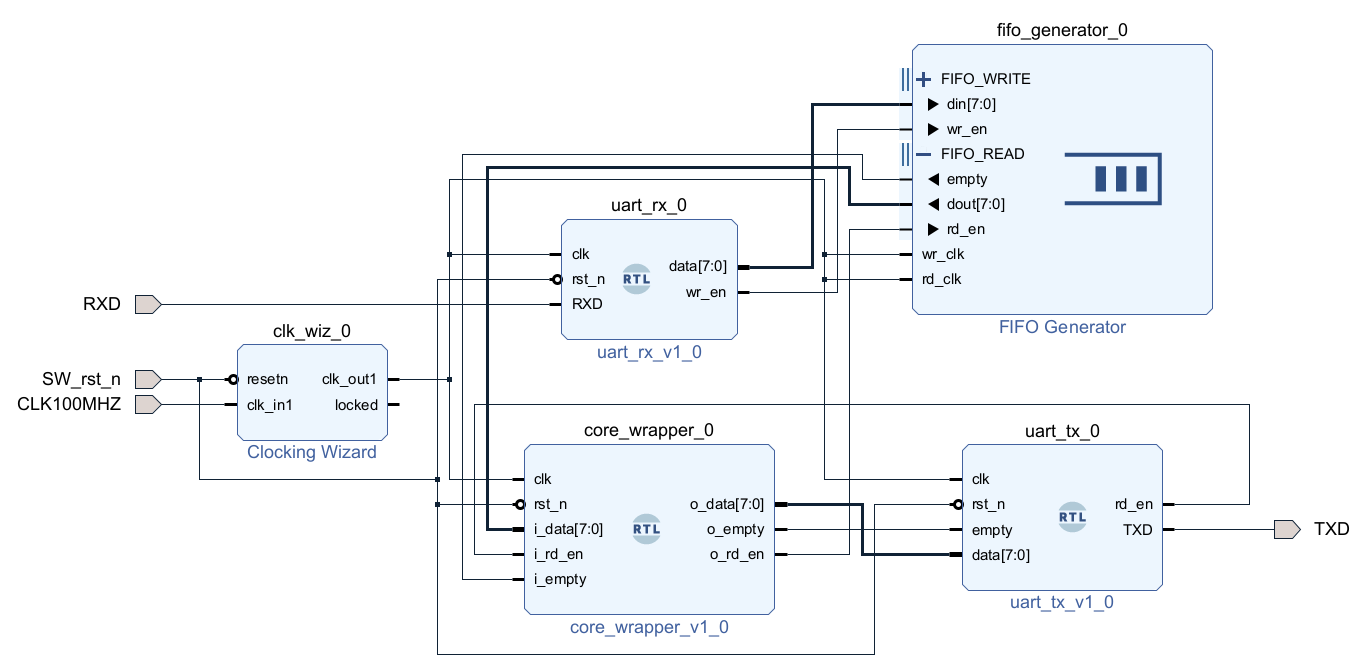 fifo_generator_0
FIFO_WRITE
din[7:0]
wr_en
FIFO_READ
empty
dout[7:0]
rd_en
wr_clk
rd_clk
FIFO Generator
uart_rx_0
clk
rst_n
RXD
RTL
data[7:0]
wr_en
uart_rx_v1_0
RXD
SW_rst_n
CLK100MHZ
clk_wiz_0
resetn
clk_in1
clk_out1
locked
Clocking Wizard
core_wrapper_0
clk
rst_n
i_data[7:0]
i_rd_en
i_empty
RTL
o_data[7:0]
o_empty
o_rd_en
core_wrapper_v1_0
uart_tx_0
clk
rst_n
empty
data[7:0]
RTL
rd_en
TXD
uart_tx_v1_0
TXD